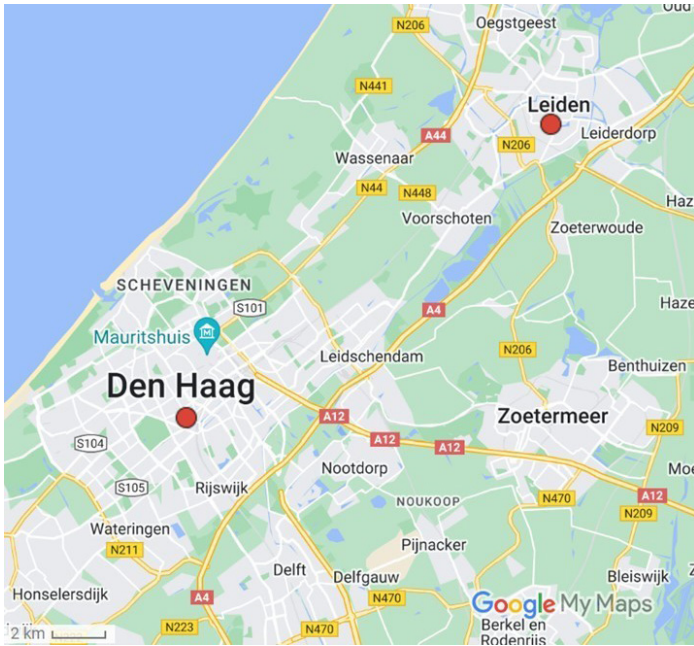 Oud
Oegstgeest
N206
N441
Leiden
A44
Leiderdorp
N206
Wassenaar
N44
N448
Haz
Voorschoten
Zoeterwoude
SCHEVENINGEN
S101
A4
Haze
Mauritshuis
M
Leidschendam
N206
Benthuizen
Den Haag
A12
Zoetermeer
N209
S104
A12
A12
Nootdorp
Moe
S105
Rijswijk
NOUKOOP
N470
A12
Wateringen
N209
N211
Pijnacker
Delft
Delfgauw
Bleiswijk
Z
Honselersdijk
A4
N470
Google My Maps
N223
N470
Berkel en
Rodenrijs
2 km